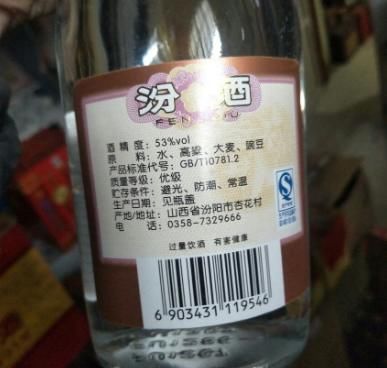 汾酒
FEN JIU
酒精度：53%vol
原料：水、高粱、大麦、豌豆
产品标准代号：GB/T10781.2
质量等级：优级
贮存条件：避光、防潮、常温
生产日期：见瓶盖
产地/地址：山西省汾阳市杏花村
电话：0358-7329666
过量饮酒 有害健康
6 903431 119546